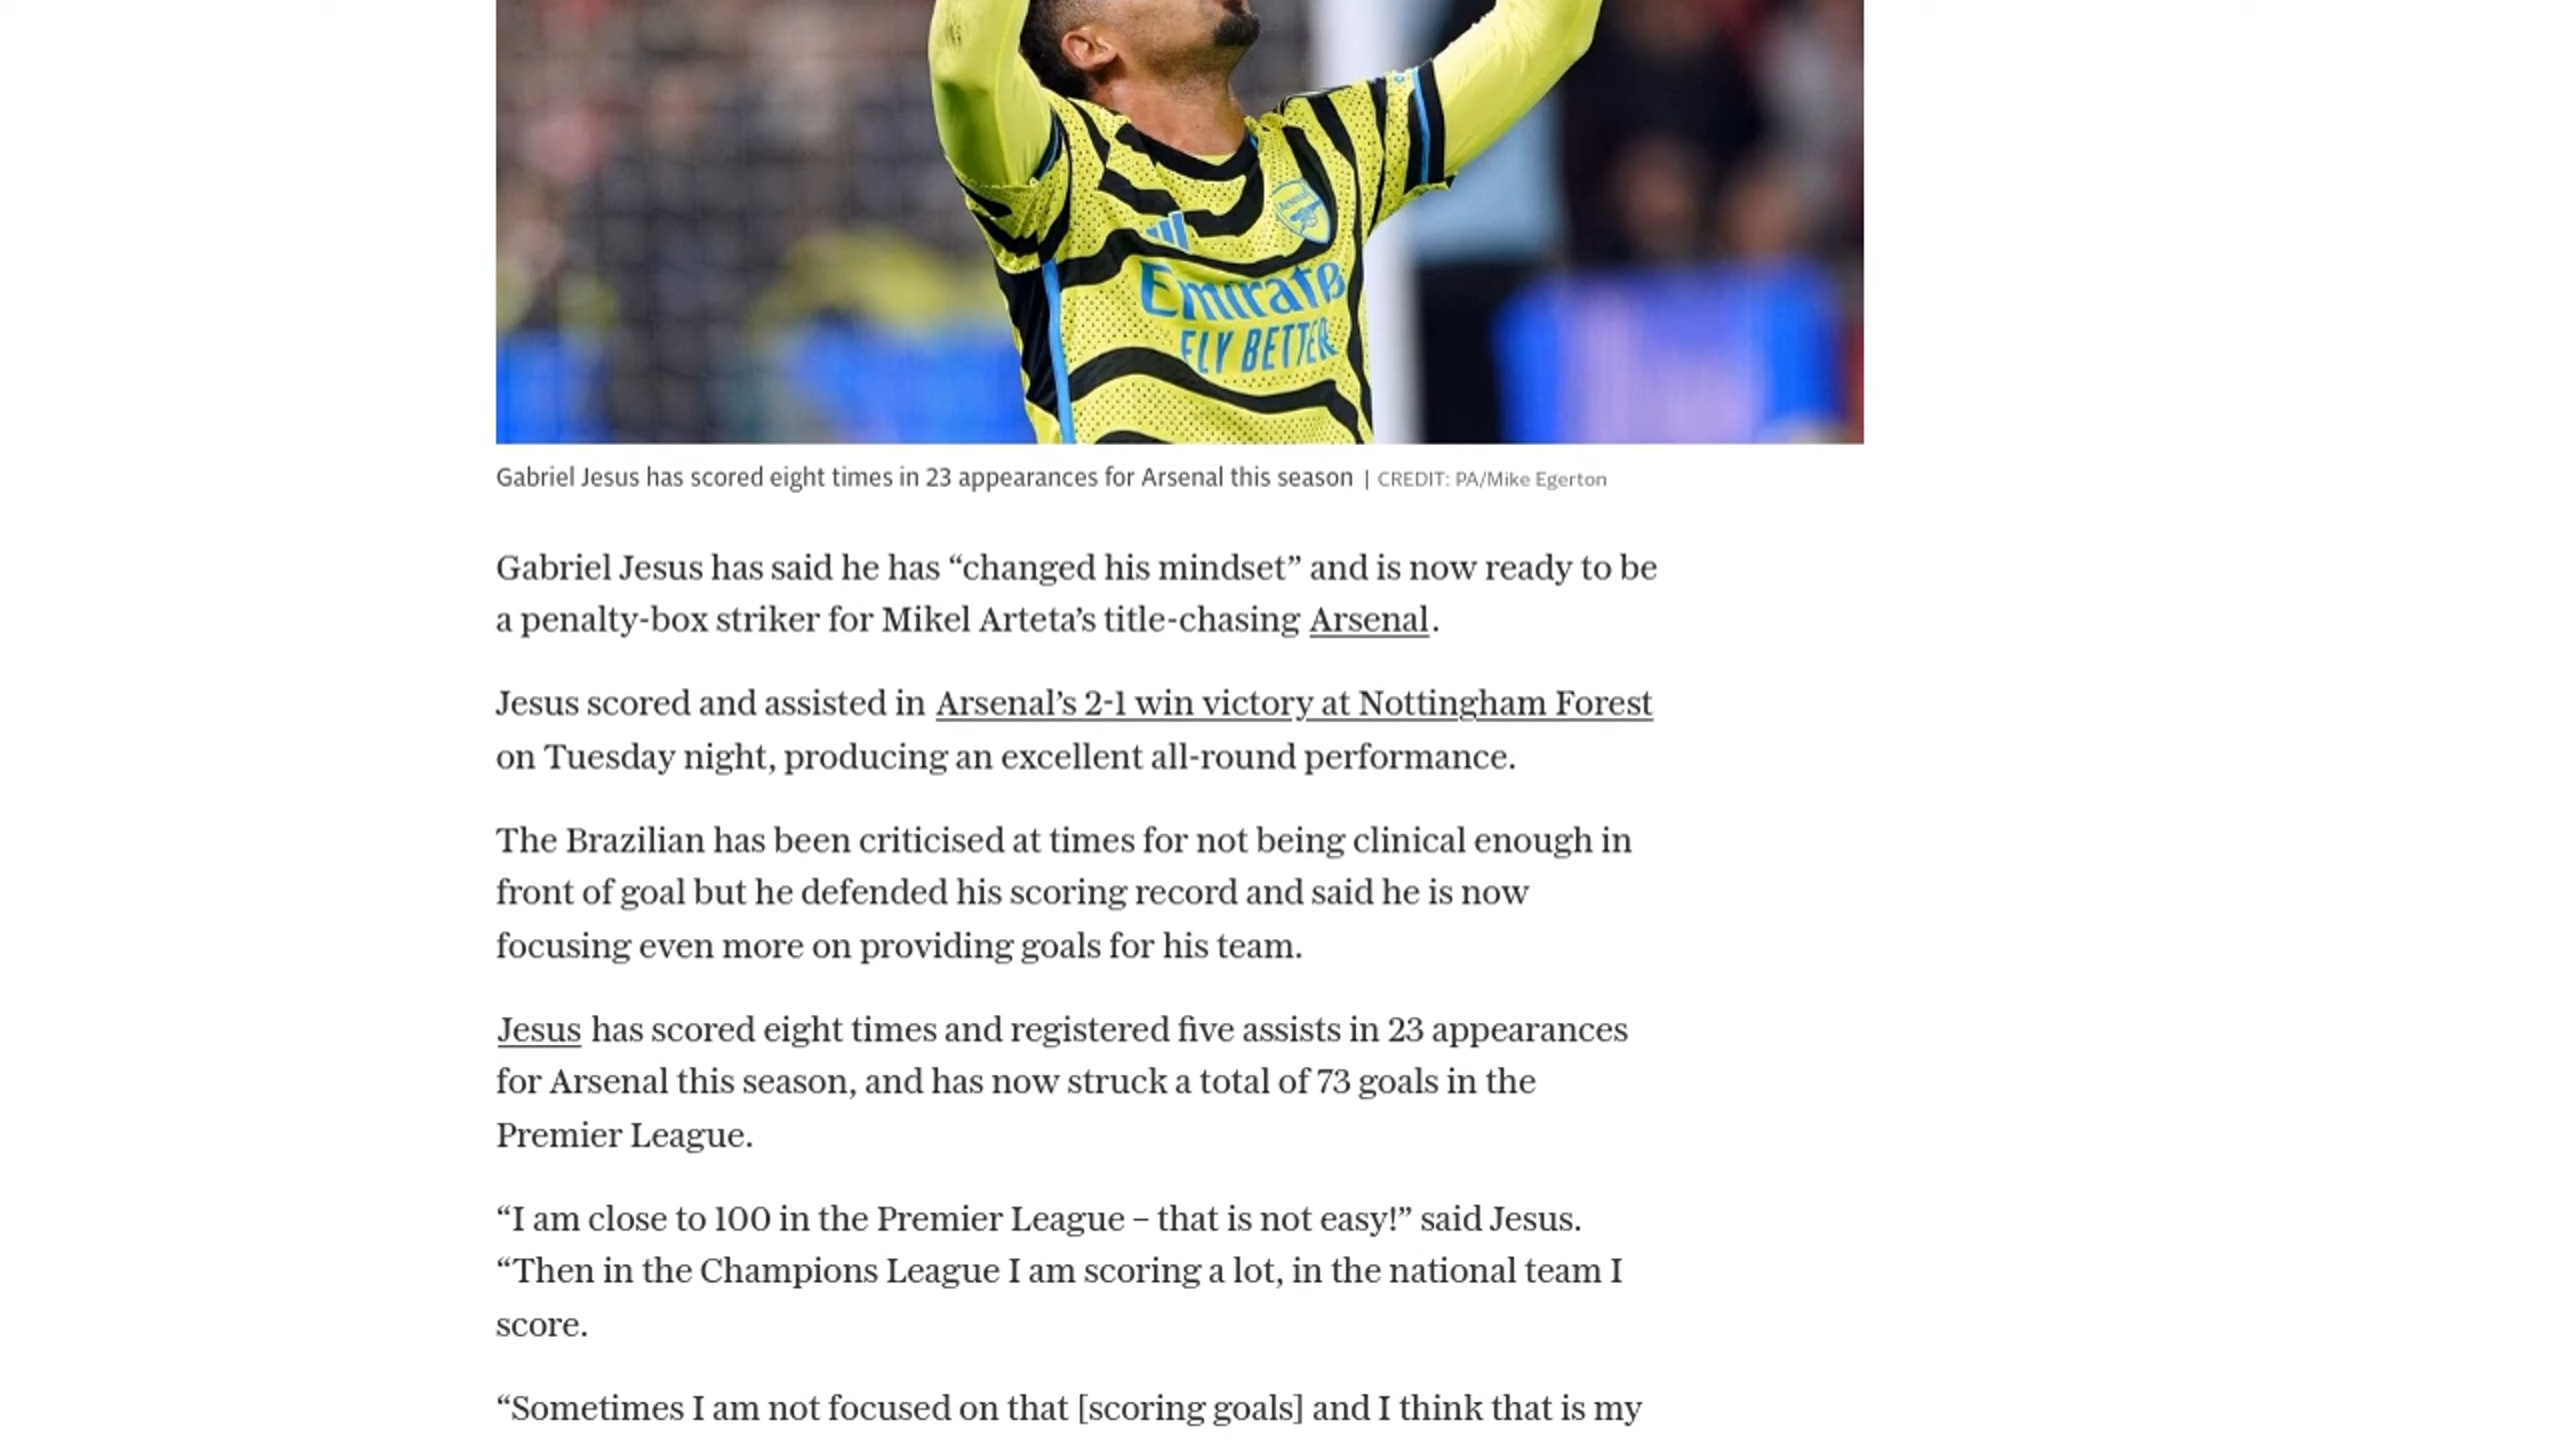 Arsenal
Emirates
FLY BETTER
Gabriel Jesus has scored eight times in 23 appearances for Arsenal this season | CREDIT: PA/Mike Egerton
Gabriel Jesus has said he has “changed his mindset” and is now ready to be
a penalty-box striker for Mikel Arteta’s title-chasing Arsenal.
Jesus scored and assisted in Arsenal’s 2-1 win victory at Nottingham Forest
on Tuesday night, producing an excellent all-round performance.
The Brazilian has been criticised at times for not being clinical enough in
front of goal but he defended his scoring record and said he is now
focusing even more on providing goals for his team.
Jesus has scored eight times and registered five assists in 23 appearances
for Arsenal this season, and has now struck a total of 73 goals in the
Premier League.
“I am close to 100 in the Premier League – that is not easy!” said Jesus.
“Then in the Champions League I am scoring a lot, in the national team I
score.
“Sometimes I am not focused on that [scoring goals] and I think that is my